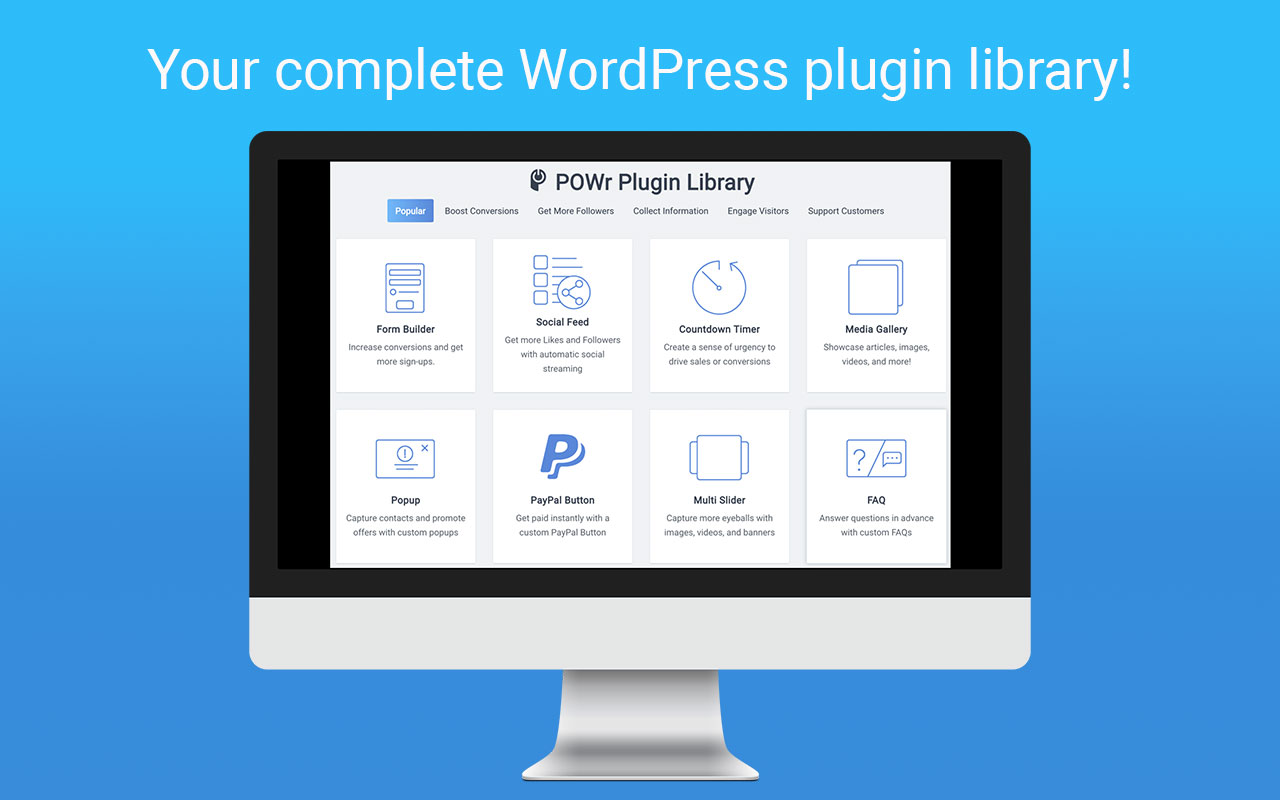 Your complete WordPress plugin library!
POWr Plugin Library
Popular Boost Conversions Get More Followers Collect Information Engage Visitors Support Customers
Form Builder
Increase conversions and get
more sign-ups.
Social Feed
Get more Likes and Followers
with automatic social
streaming
Countdown Timer
Create a sense of urgency to
drive sales or conversions
Media Gallery
Showcase articles, images,
videos, and more!
Popup
Capture contacts and promote
offers with custom popups
PayPal Button
Get paid instantly with a
custom PayPal Button
Multi Slider
Capture more eyeballs with
images, videos, and banners
FAQ
Answer questions in advance
with custom FAQs